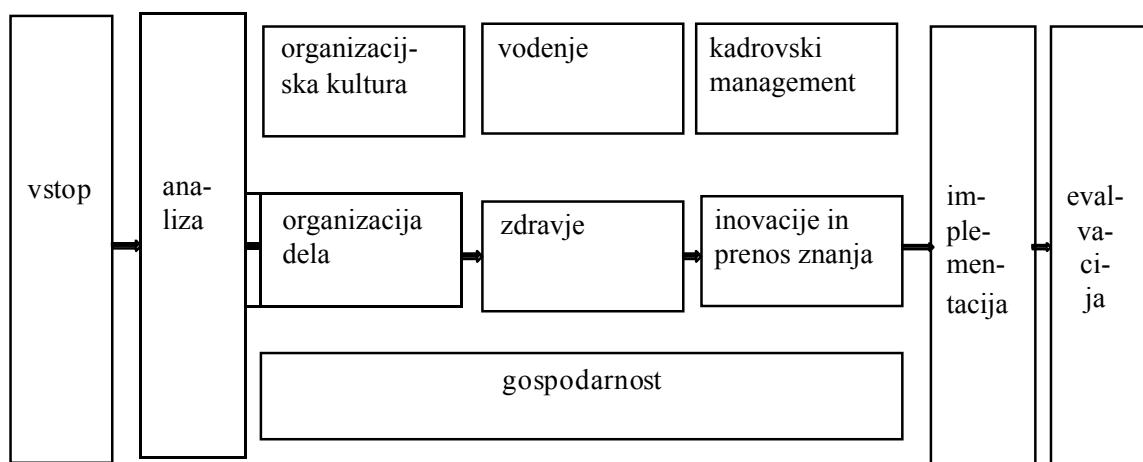 vstop
ana-
liza
organizacij-
ska kultura
vodenje
kadrovski
management
organizacija
dela
zdravje
inovacije in
prenos znanja
gospodarnost
im-
ple-
men-
tacija
eval-
va-
ci-
ja